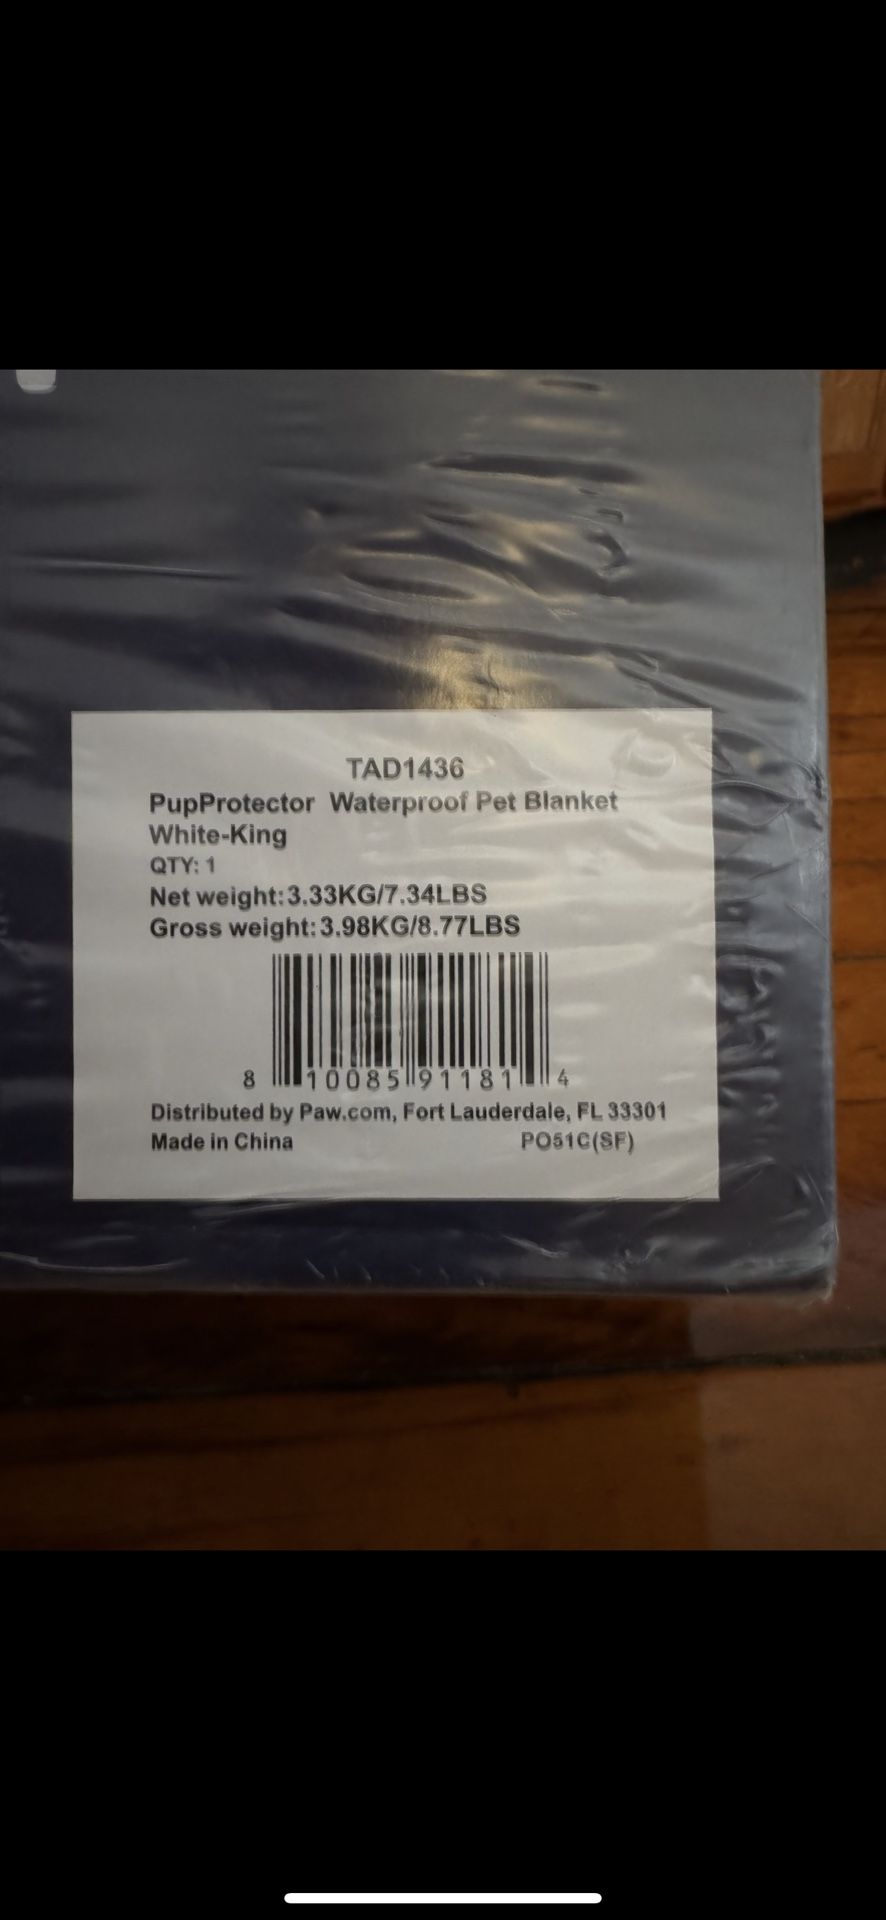 TAD1436
PupProtector Waterproof Pet Blanket
White-King
QTY: 1
Net weight:3.33KG/7.34LBS
Gross weight:3.98KG/8.77LBS
8 10085 91181 4
Distributed by Paw.com, Fort Lauderdale, FL 33301
Made in China PO51C(SF)